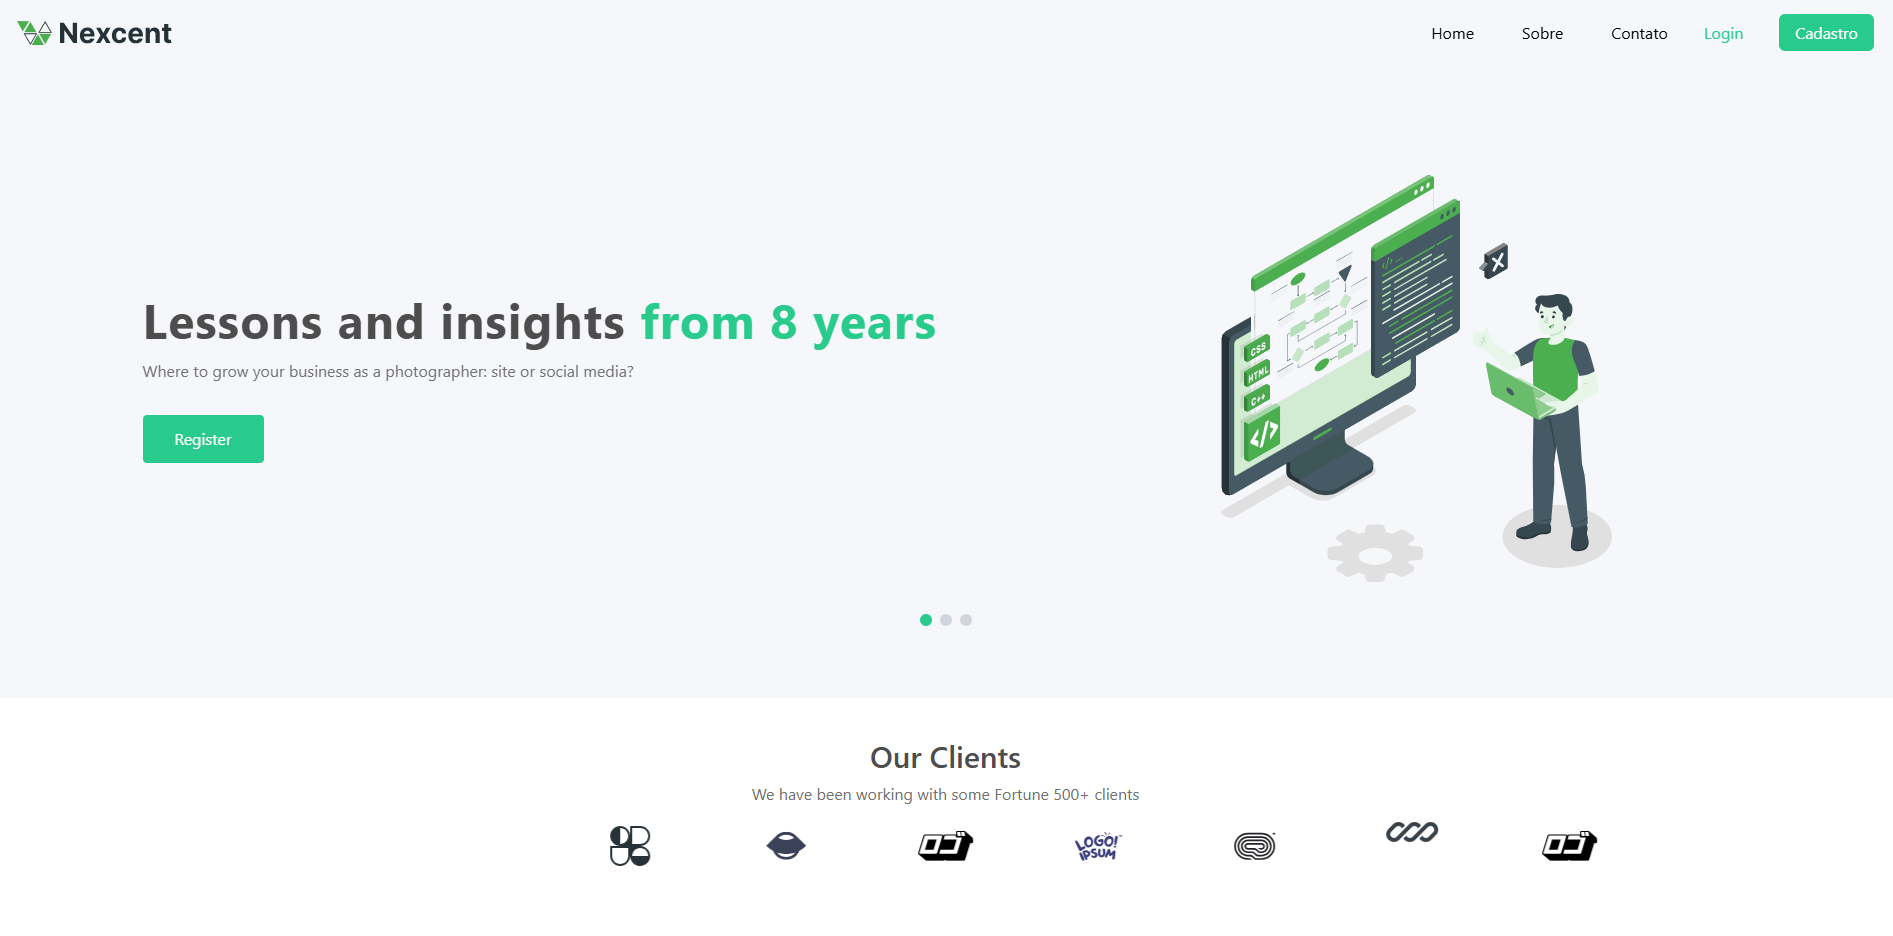 Nexcent
Home Sobre Contato Login Cadastro
Lessons and insights from 8 years
Where to grow your business as a photographer: site or social media?
Register
CSS
HTML
C++
</>
</> ...
Our Clients
We have been working with some Fortune 500+ clients
LOGO!
IPSUM